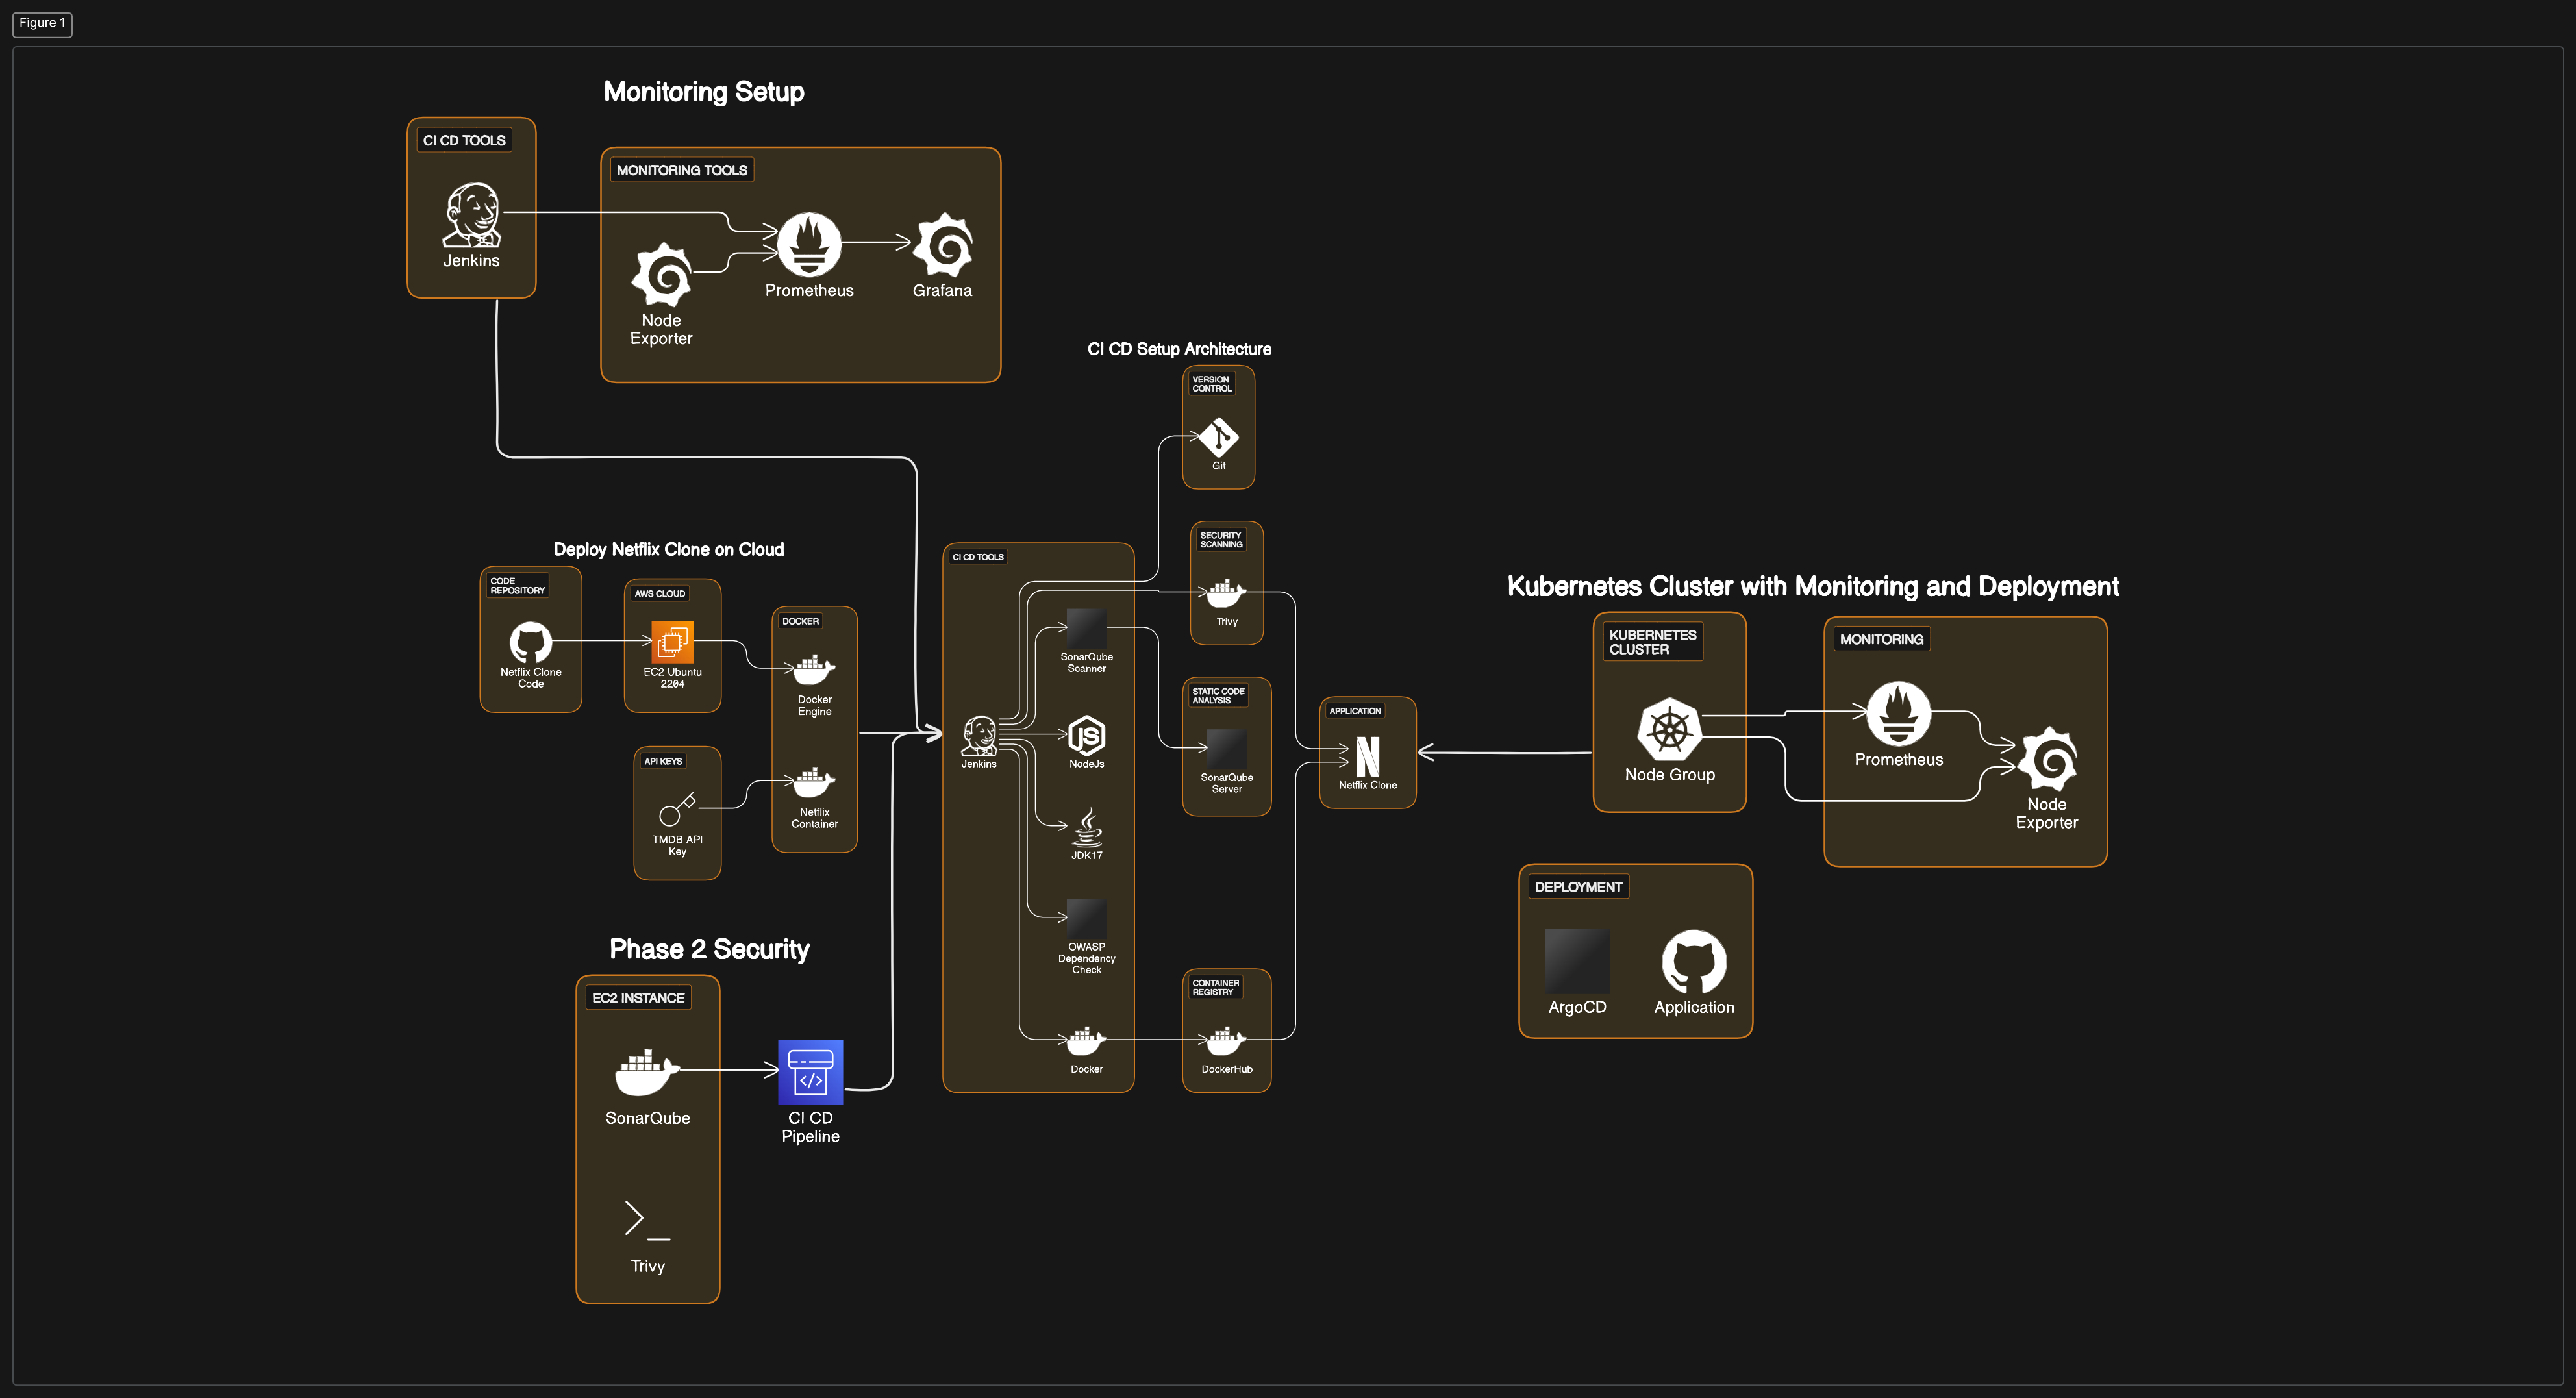 Figure 1
Monitoring Setup
CI CD TOOLS
Jenkins
MONITORING TOOLS
Node
Exporter
Prometheus
Grafana
CI CD Setup Architecture
VERSION
CONTROL
Git
SECURITY
SCANNING
Trivy
Deploy Netflix Clone on Cloud
CODE
REPOSITORY
Netflix Clone
Code
AWS CLOUD
EC2 Ubuntu
2204
DOCKER
Docker
Engine
Netflix
Container
API KEYS
TMDB API
Key
CI CD TOOLS
Jenkins
SonarQube
Scanner
NodeJs
JS
JDK17
OWASP
Dependency
Check
Docker
STATIC CODE
ANALYSIS
SonarQube
Server
CONTAINER
REGISTRY
DockerHub
APPLICATION
Netflix Clone
Kubernetes Cluster with Monitoring and Deployment
KUBERNETES
CLUSTER
Node Group
MONITORING
Prometheus
Node
Exporter
DEPLOYMENT
ArgoCD
Application
Phase 2 Security
EC2 INSTANCE
SonarQube
Trivy
CI CD
Pipeline